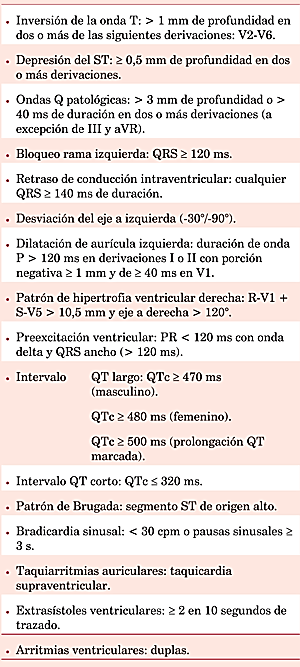 • Inversión de la onda T: > 1 mm de profundidad en
dos o más de las siguientes derivaciones: V2-V6.
• Depresión del ST: ≥ 0,5 mm de profundidad en dos
o más derivaciones.
• Ondas Q patológicas: > 3 mm de profundidad o >
40 ms de duración en dos o más derivaciones (a
excepción de III y aVR).
• Bloqueo rama izquierda: QRS ≥ 120 ms.
• Retraso de conducción intraventricular: cualquier
QRS ≥ 140 ms de duración.
• Desviación del eje a izquierda (-30°/-90°).
• Dilatación de aurícula izquierda: duración de onda
P > 120 ms en derivaciones I o II con porción
negativa ≥ 1 mm y de ≥ 40 ms en V1.
• Patrón de hipertrofia ventricular derecha: R-V1 +
S-V5 > 10,5 mm y eje a derecha > 120°.
• Preexcitación ventricular: PR < 120 ms con onda
delta y QRS ancho (> 120 ms).
• Intervalo QT largo: QTc ≥ 470 ms
(masculino).
QTc ≥ 480 ms (femenino).
QTc ≥ 500 ms (prolongación QT
marcada).
• Intervalo QT corto: QTc ≤ 320 ms.
• Patrón de Brugada: segmento ST de origen alto.
• Bradicardia sinusal: < 30 cpm o pausas sinusales ≥
3 s.
• Taquiarritmias auriculares: taquicardia
supraventricular.
• Extrasístoles ventriculares: ≥ 2 en 10 segundos de
trazado.
• Arritmias ventriculares: duplas.